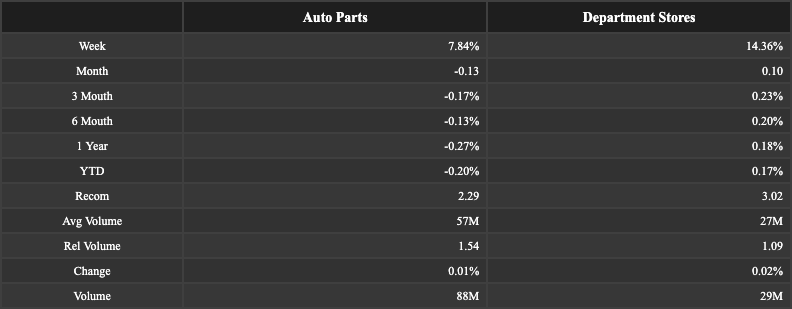 Auto Parts Department Stores
Week 7.84% 14.36%
Month -0.13 0.10
3 Mouth -0.17% 0.23%
6 Mouth -0.13% 0.20%
1 Year -0.27% 0.18%
YTD -0.20% 0.17%
Recom 2.29 3.02
Avg Volume 57M 27M
Rel Volume 1.54 1.09
Change 0.01% 0.02%
Volume 88M 29M